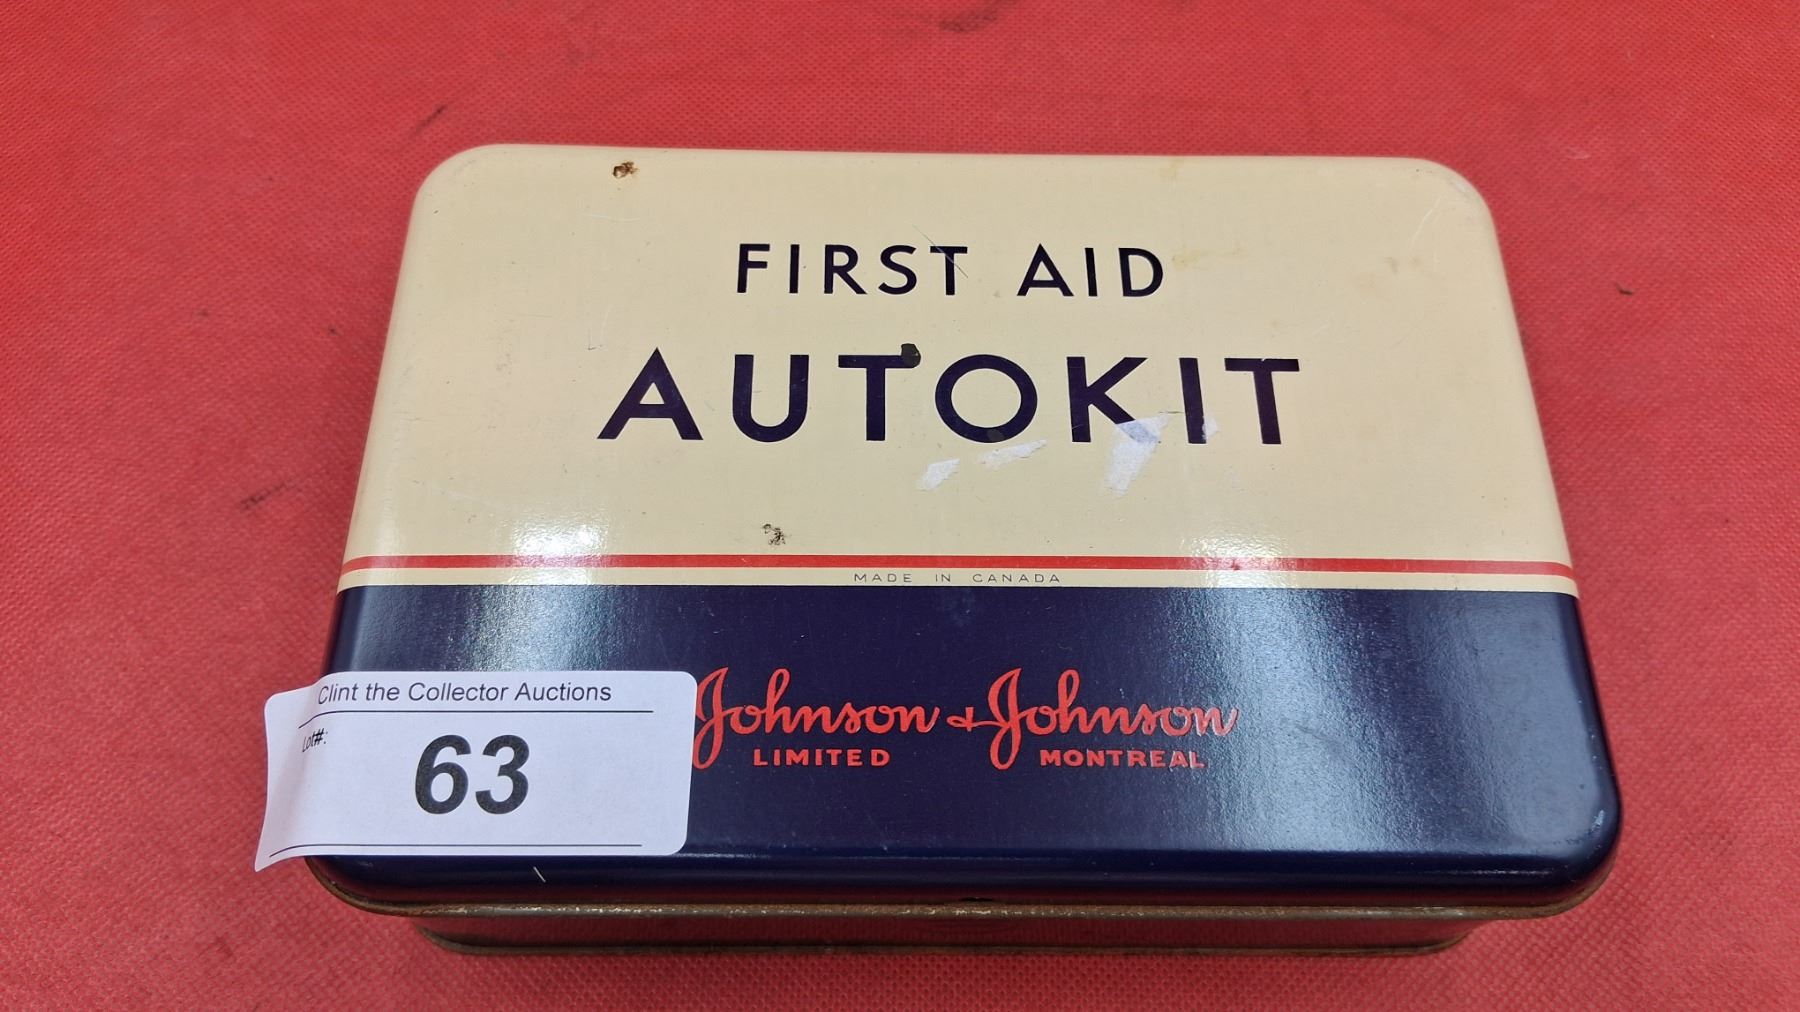 FIRST AID
AUTOKIT
MADE IN CANADA
Johnson & Johnson
LIMITED MONTREAL
Clint the Collector Auctions
Lot#:
63